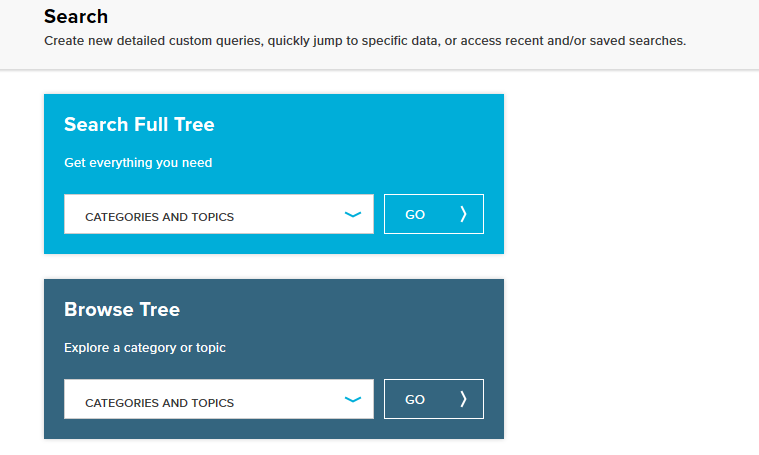 Search
Create new detailed custom queries, quickly jump to specific data, or access recent and/or saved searches.
Search Full Tree
Get everything you need
CATEGORIES AND TOPICS
GO
Browse Tree
Explore a category or topic
CATEGORIES AND TOPICS
GO